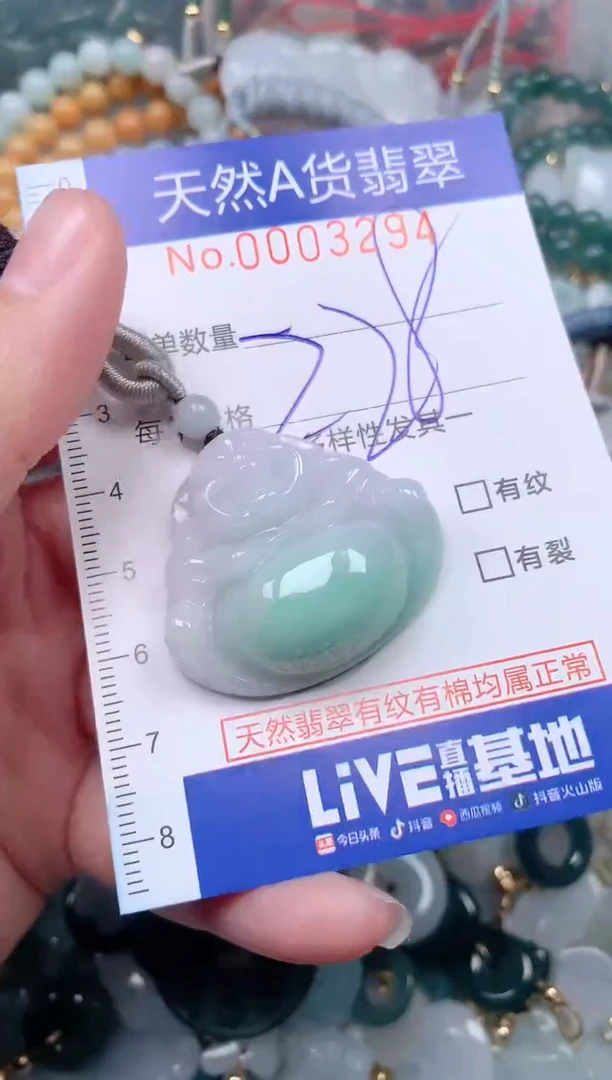 天然A货翡翠
No.0003294
单数量
每 格
样性发其一
3
4
5
6
7
8
有纹
有裂
天然翡翠有纹有棉均属正常
LiVE直播基地
头条 今日头条 抖音 西瓜视频 抖音火山版